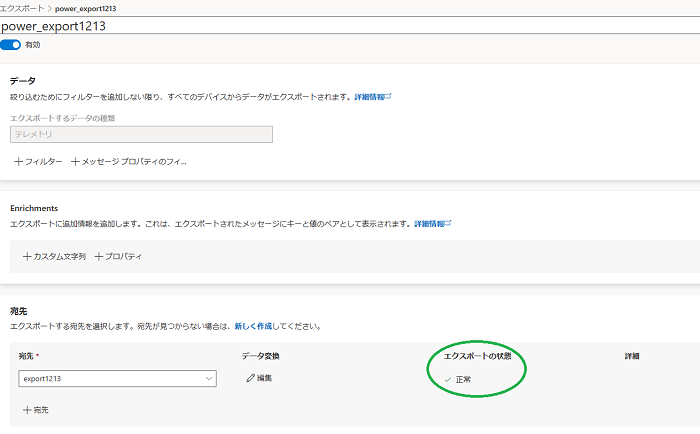 エクスポート > power_export1213
power_export1213
有効
データ
絞り込むためにフィルターを追加しない限り、すべてのデバイスからデータがエクスポートされます。詳細情報
エクスポートするデータの種類
テレメトリ
+ フィルター + メッセージ プロパティのフィ...
Enrichments
エクスポートに追加情報を追加します。これは、エクスポートされたメッセージにキーと値のペアとして表示されます。詳細情報
+ カスタム文字列 + プロパティ
宛先
エクスポートする宛先を選択します。宛先が見つからない場合は、新しく作成してください。
宛先 * データ変換 エクスポートの状態 詳細
export1213 編集 正常
+ 宛先